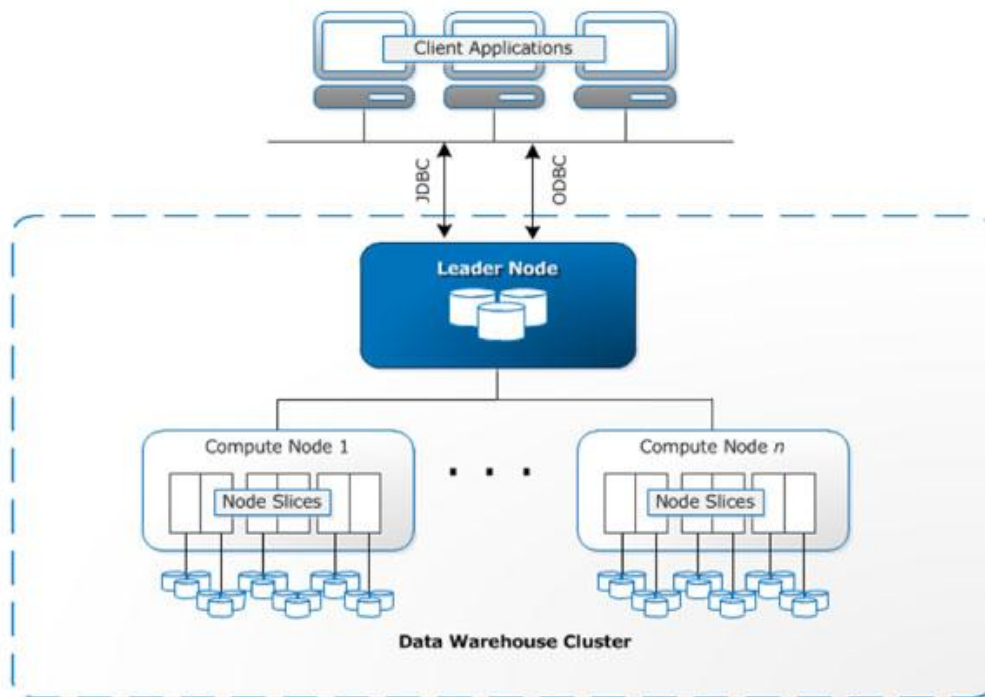 Client Applications
JDBC
ODBC
Leader Node
Compute Node 1
Compute Node n
Node Slices
Node Slices
Data Warehouse Cluster